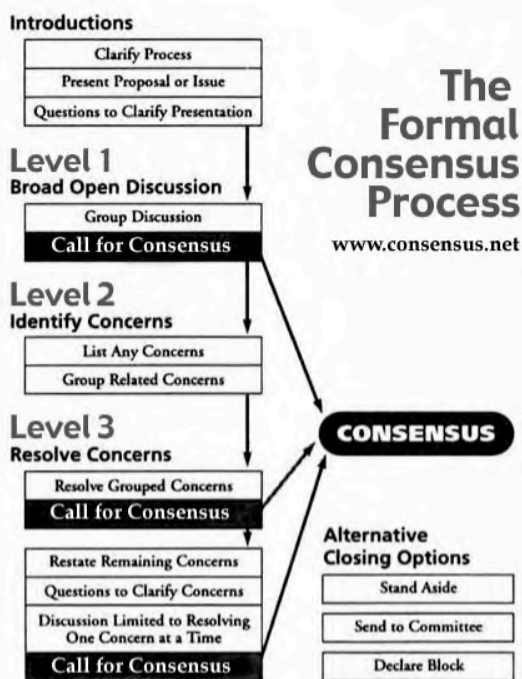 Introductions
Clarify Process
Present Proposal or Issue
Questions to Clarify Presentation
The
Formal
Consensus
Process
www.consensus.net
Level 1
Broad Open Discussion
Group Discussion
Call for Consensus
Level 2
Identify Concerns
List Any Concerns
Group Related Concerns
Level 3
Resolve Concerns
Resolve Grouped Concerns
Call for Consensus
Restate Remaining Concerns
Questions to Clarify Concerns
Discussion Limited to Resolving
One Concern at a Time
Call for Consensus
CONSENSUS
Alternative
Closing Options
Stand Aside
Send to Committee
Declare Block